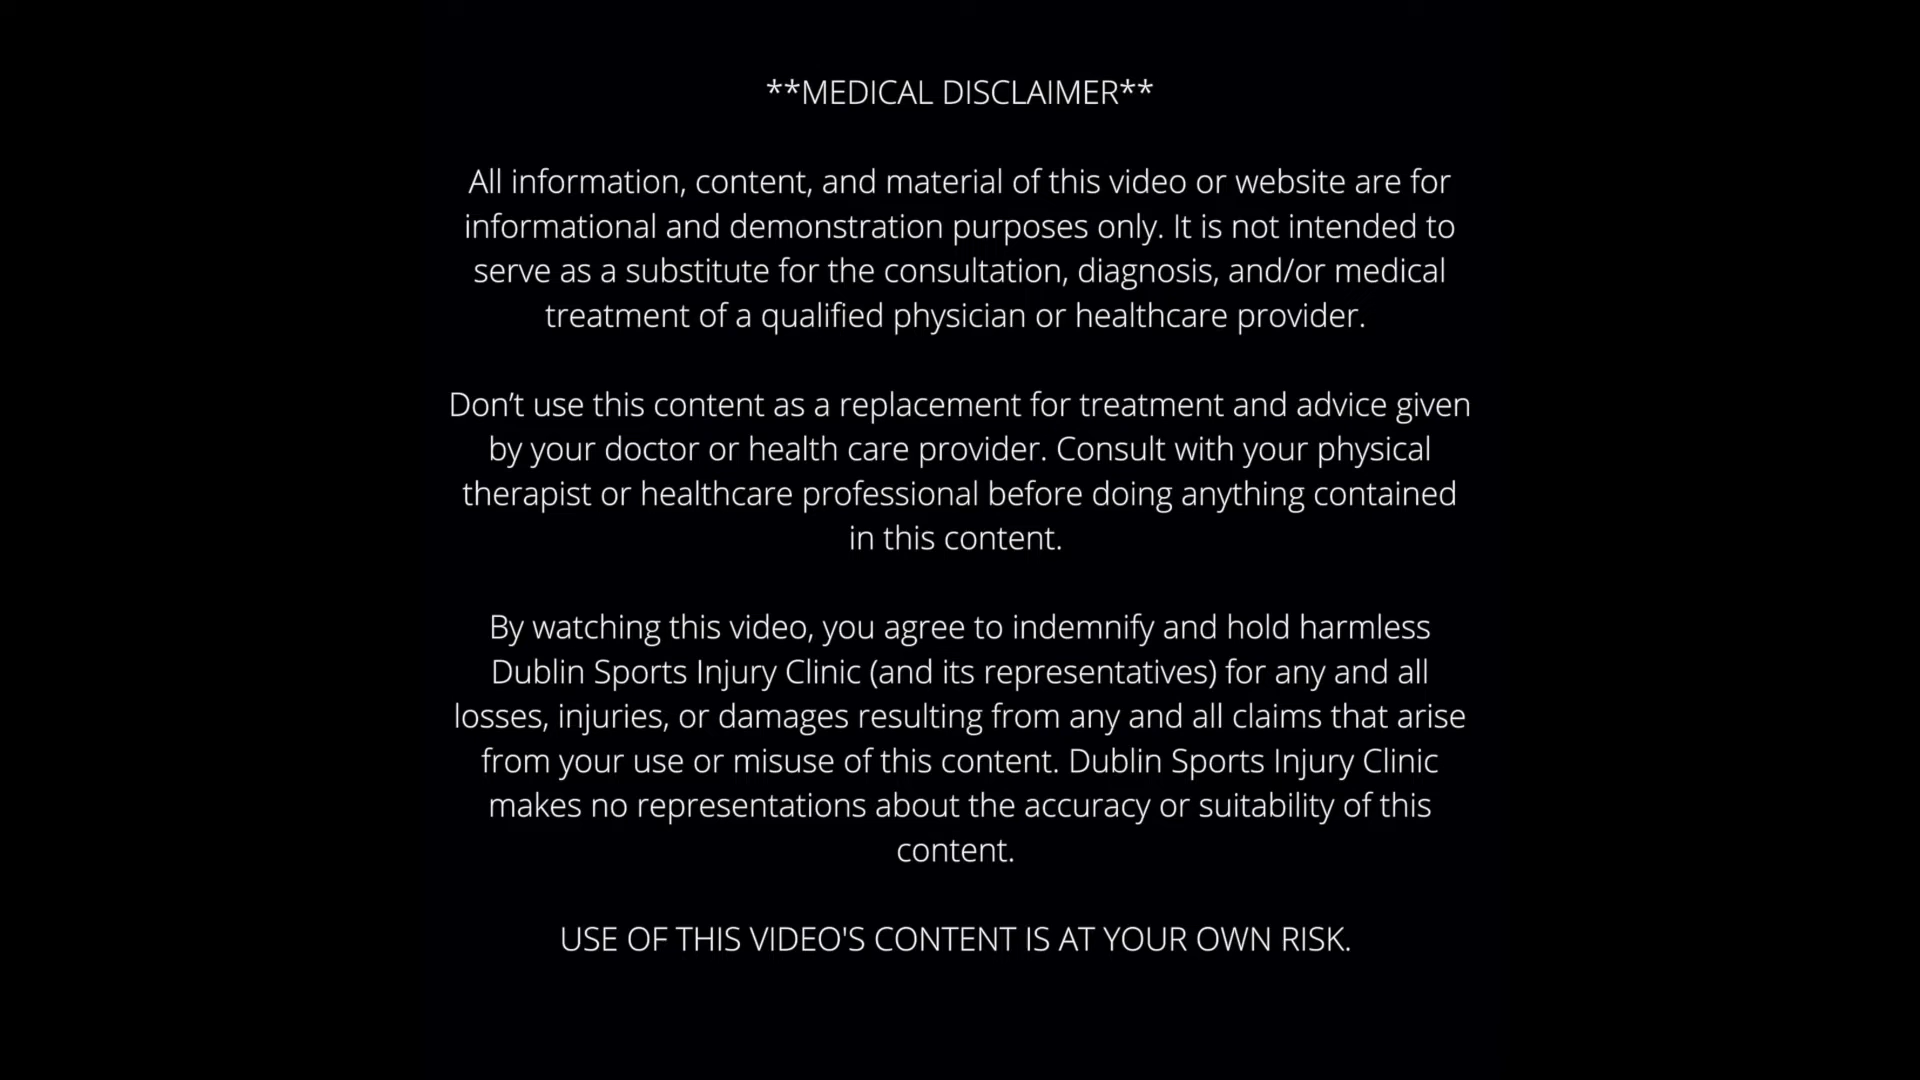 **MEDICAL DISCLAIMER**
All information, content, and material of this video or website are for
informational and demonstration purposes only. It is not intended to
serve as a substitute for the consultation, diagnosis, and/or medical
treatment of a qualified physician or healthcare provider.
Don’t use this content as a replacement for treatment and advice given
by your doctor or health care provider. Consult with your physical
therapist or healthcare professional before doing anything contained
in this content.
By watching this video, you agree to indemnify and hold harmless
Dublin Sports Injury Clinic (and its representatives) for any and all
losses, injuries, or damages resulting from any and all claims that arise
from your use or misuse of this content. Dublin Sports Injury Clinic
makes no representations about the accuracy or suitability of this
content.
USE OF THIS VIDEO'S CONTENT IS AT YOUR OWN RISK.